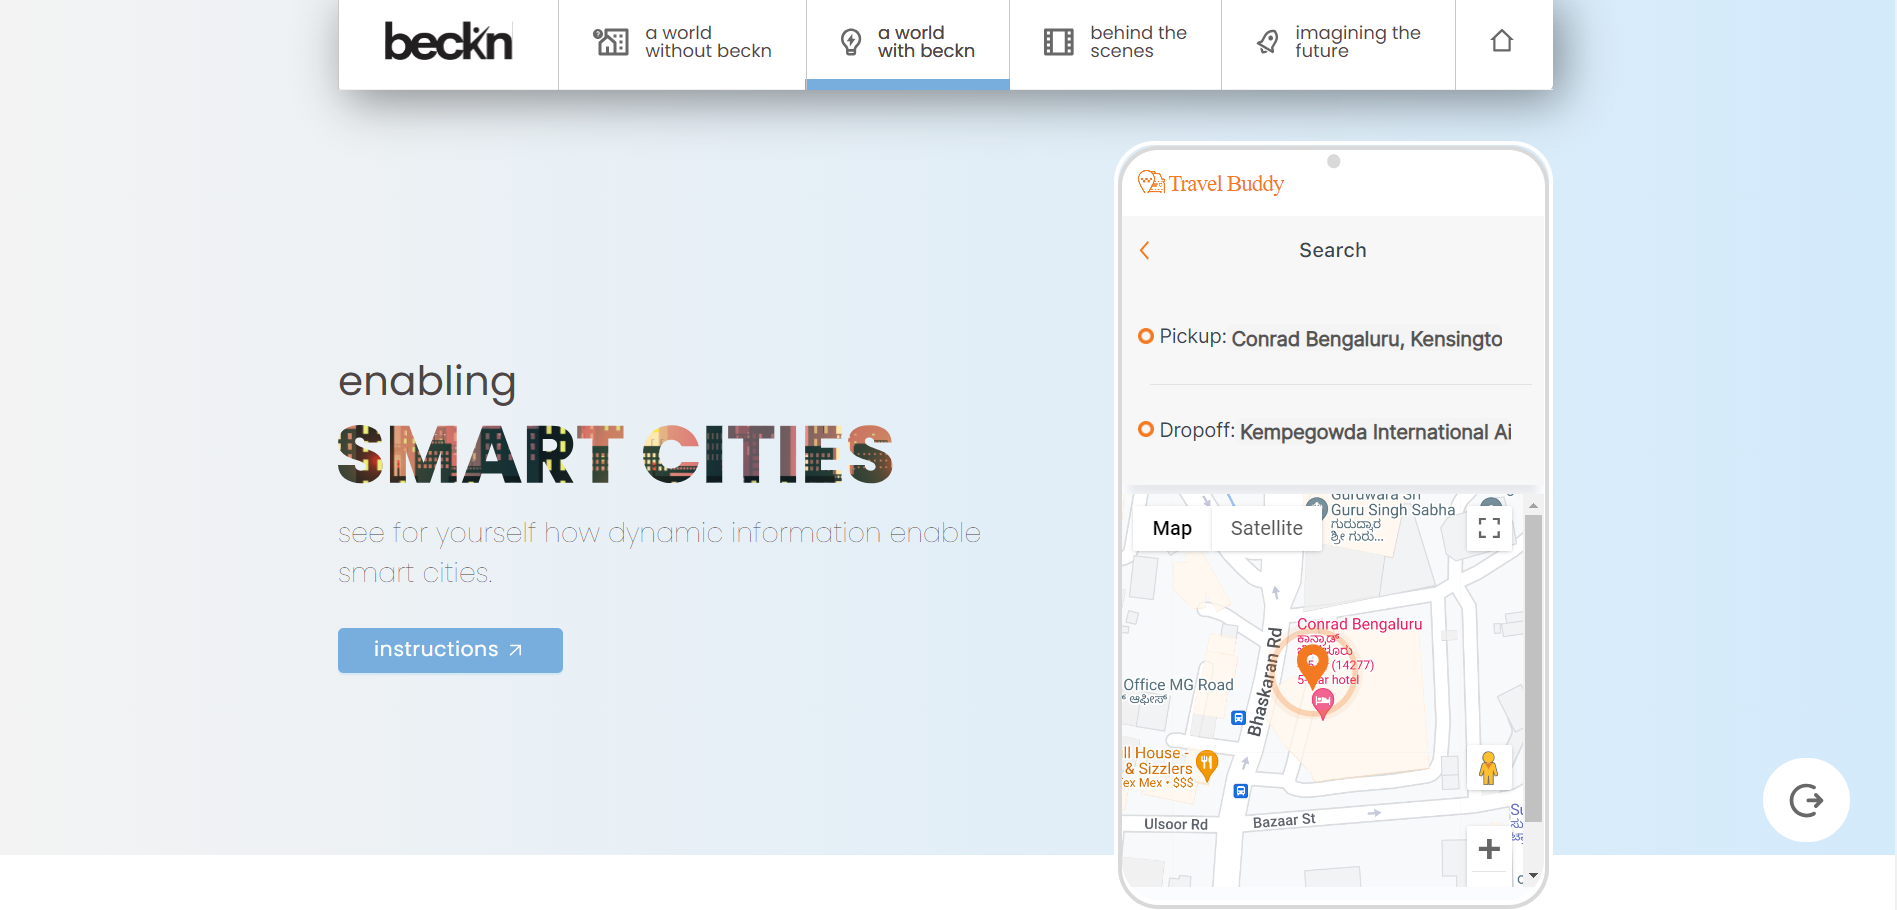 beckn
a world
without beckn
a world
with beckn
behind the
scenes
imagining the
future
enabling
SMART CITIES
see for yourself how dynamic information enable
smart cities.
instructions
Travel Buddy
Search
Pickup: Conrad Bengaluru, Kensingto
Dropoff: Kempegowda International Ai
Gurdwara Sri
Guru Singh Sabha
ಗುರುದ್ವಾರ
ಶ್ರೀ ಗುರು...
Map
Satellite
Conrad Bengaluru
ಕಾನ್ರಾಡ್
(14277)
hotel
Office MG Road
ಆಫೀಸ್
Bhaskaran Rd
ll House -
& Sizzlers
ex Mex • $$$
Ulsoor Rd
Bazaar St